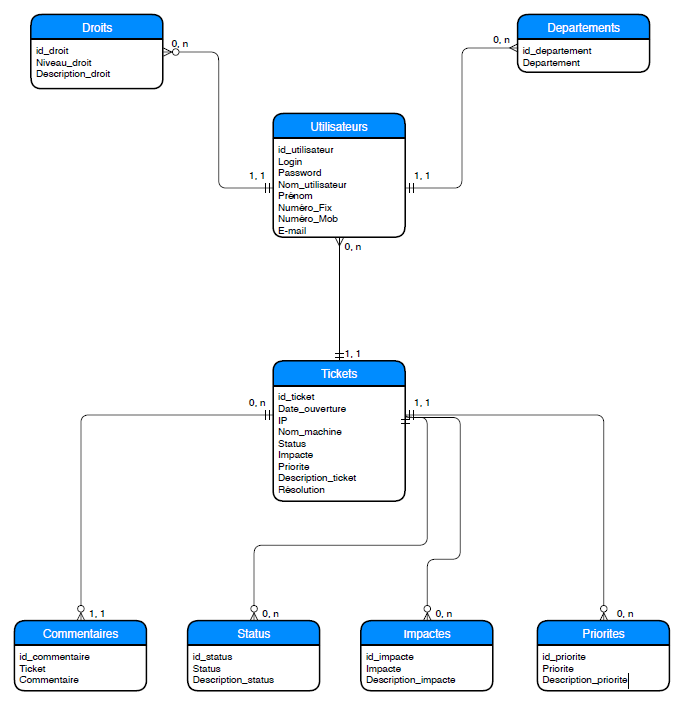 Droits
id_droit
Niveau_droit
Description_droit
0, n
Departements
id_departement
Departement
0, n
Utilisateurs
id_utilisateur
Login
Password
Nom_utilisateur
Prénom
Numéro_Fix
Numéro_Mob
E-mail
1, 1
1, 1
0, n
1, 1
Tickets
id_ticket
Date_ouverture
IP
Nom_machine
Status
Impacte
Priorite
Description_ticket
Résolution
0, n
1, 1
1, 1
0, n
0, n
0, n
Commentaires
id_commentaire
Ticket
Commentaire
Status
id_status
Status
Description_status
Impactes
id_impacte
Impacte
Description_impacte
Priorites
id_priorite
Priorite
Description_priorite